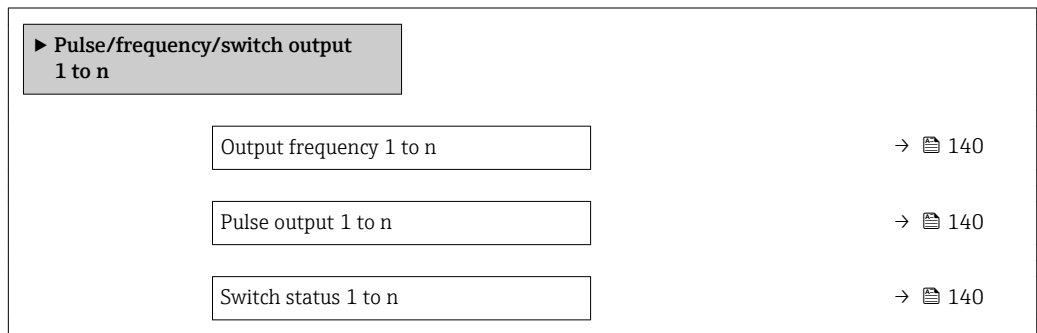 ▶ Pulse/frequency/switch output
1 to n
Output frequency 1 to n → 140
Pulse output 1 to n → 140
Switch status 1 to n → 140